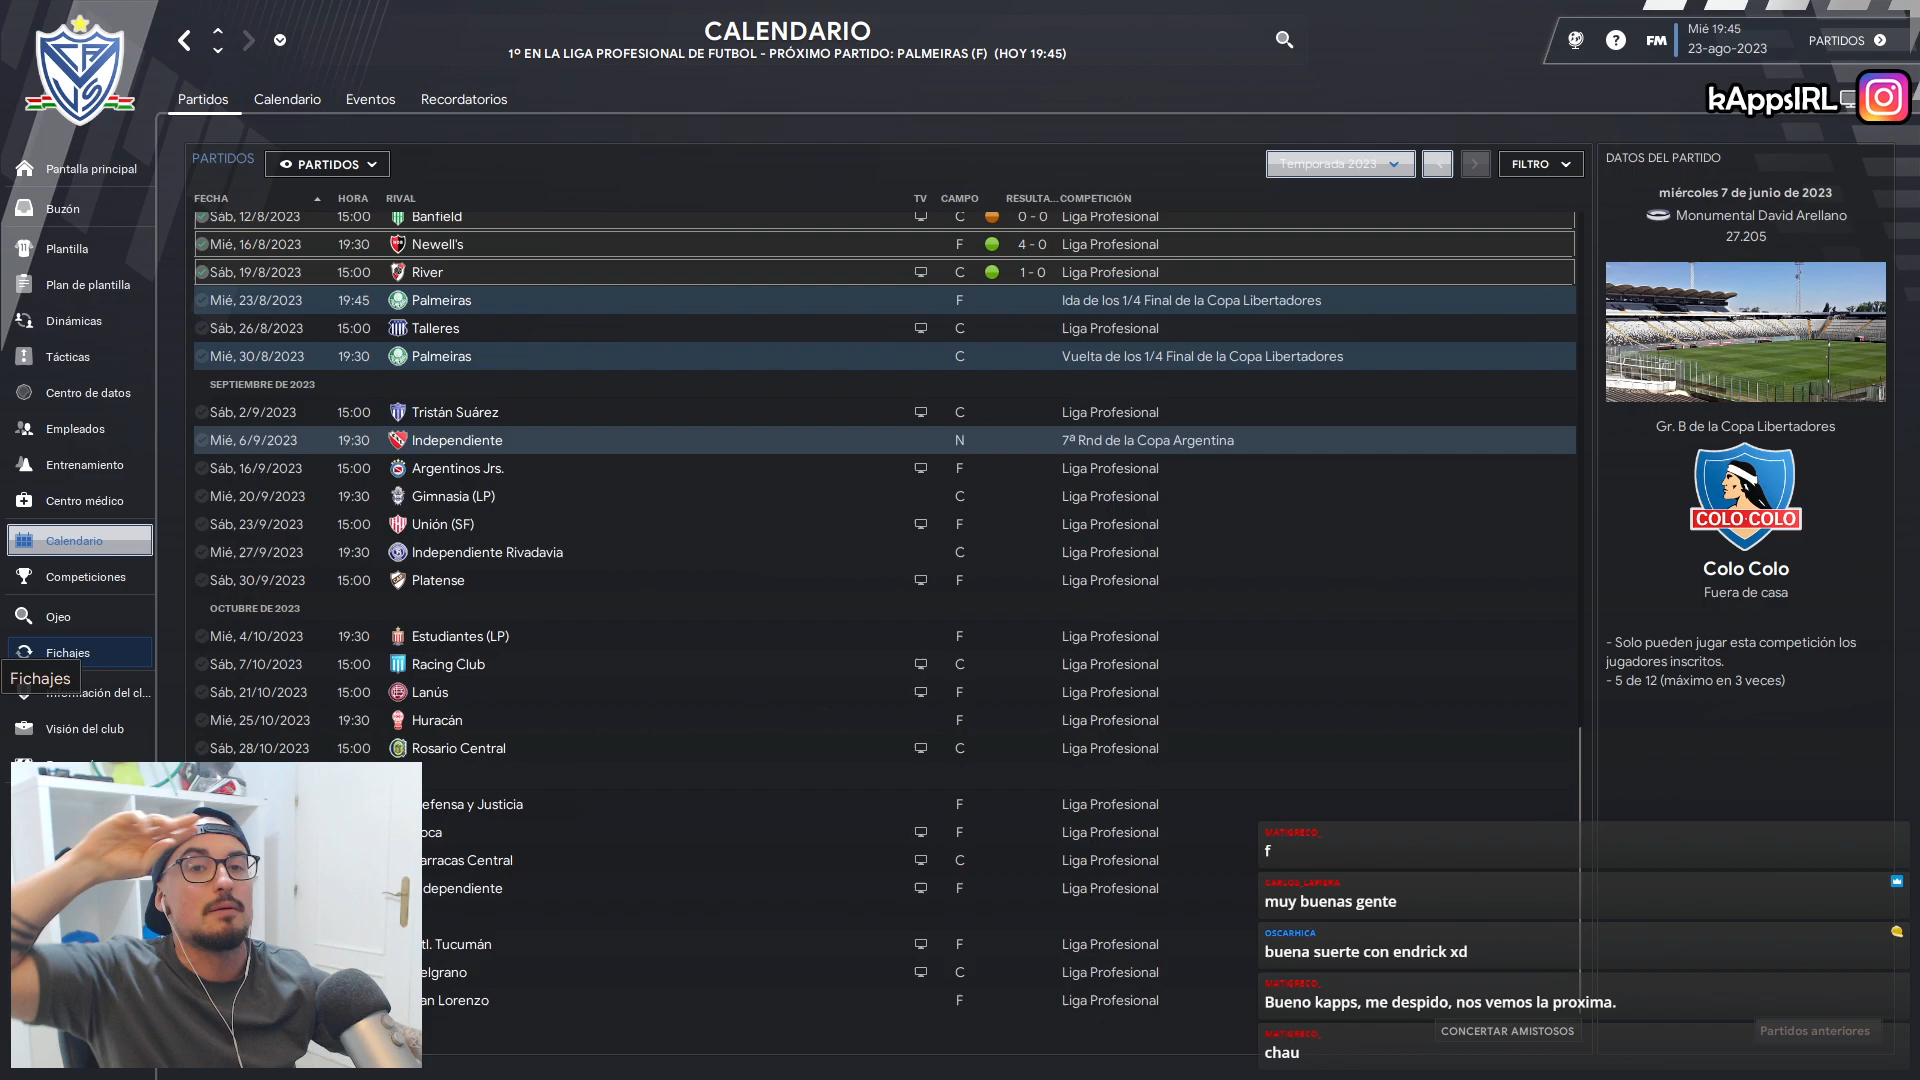 CALENDARIO
1º EN LA LIGA PROFESIONAL DE FUTBOL - PRÓXIMO PARTIDO: PALMEIRAS (F) (HOY 19:45)
FM
Mié 19:45
23-ago-2023
PARTIDOS
Partidos
Calendario
Eventos
Recordatorios
kAppsIRL
Pantalla principal
Buzón
Plantilla
Plan de plantilla
Dinámicas
Tácticas
Centro de datos
Empleados
Entrenamiento
Centro médico
Calendario
Competiciones
Ojeo
Fichajes
Fichajes
Información del cl...
Visión del club
PARTIDOS
PARTIDOS
Temporada 2023
FILTRO
FECHA HORA RIVAL TV CAMPO RESULTA... COMPETICIÓN
Sáb, 12/8/2023 15:00 Banfield C 0 - 0 Liga Profesional
Mié, 16/8/2023 19:30 Newell's F 4 - 0 Liga Profesional
Sáb, 19/8/2023 15:00 River C 1 - 0 Liga Profesional
Mié, 23/8/2023 19:45 Palmeiras F Ida de los 1/4 Final de la Copa Libertadores
Sáb, 26/8/2023 15:00 Talleres C Liga Profesional
Mié, 30/8/2023 19:30 Palmeiras C Vuelta de los 1/4 Final de la Copa Libertadores
SEPTIEMBRE DE 2023
Sáb, 2/9/2023 15:00 Tristán Suárez C Liga Profesional
Mié, 6/9/2023 19:30 Independiente N 7ª Rnd de la Copa Argentina
Sáb, 16/9/2023 15:00 Argentinos Jrs. F Liga Profesional
Mié, 20/9/2023 19:30 Gimnasia (LP) C Liga Profesional
Sáb, 23/9/2023 15:00 Unión (SF) F Liga Profesional
Mié, 27/9/2023 19:30 Independiente Rivadavia C Liga Profesional
Sáb, 30/9/2023 15:00 Platense F Liga Profesional
OCTUBRE DE 2023
Mié, 4/10/2023 19:30 Estudiantes (LP) F Liga Profesional
Sáb, 7/10/2023 15:00 Racing Club C Liga Profesional
Sáb, 21/10/2023 15:00 Lanús F Liga Profesional
Mié, 25/10/2023 19:30 Huracán F Liga Profesional
Sáb, 28/10/2023 15:00 Rosario Central C Liga Profesional
efensa y Justicia F Liga Profesional
oca F Liga Profesional
arracas Central C Liga Profesional
dependiente F Liga Profesional
tl. Tucumán F Liga Profesional
elgrano C Liga Profesional
an Lorenzo F Liga Profesional
CONCERTAR AMISTOSOS
DATOS DEL PARTIDO
miércoles 7 de junio de 2023
Monumental David Arellano
27.205
Gr. B de la Copa Libertadores
COLO·COLO
Colo Colo
Fuera de casa
- Solo pueden jugar esta competición los
jugadores inscritos.
- 5 de 12 (máximo en 3 veces)
Partidos anteriores
MATIGRECO_
f
CARLOS_LAPIERA
muy buenas gente
OSCARHICA
buena suerte con endrick xd
MATIGRECO_
Bueno kapps, me despido, nos vemos la proxima.
MATIGRECO_
chau